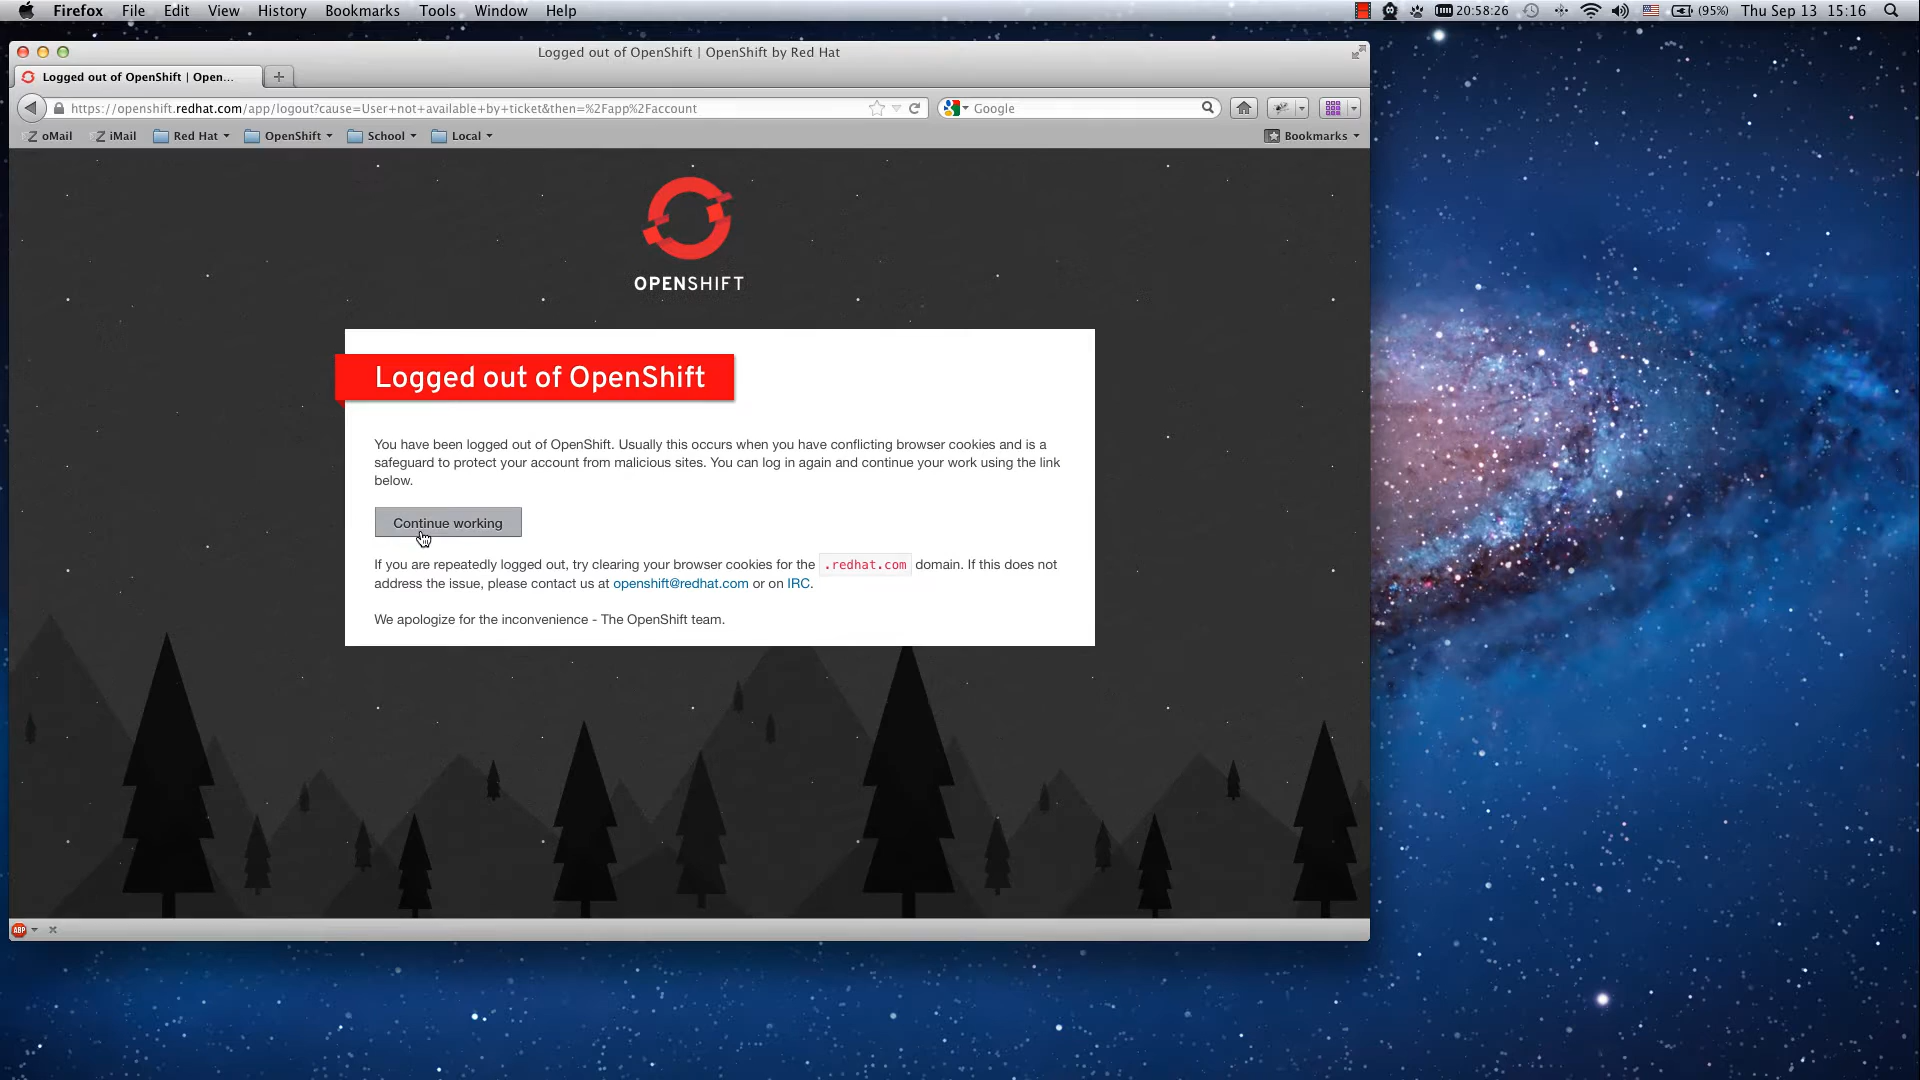 Firefox File Edit View History Bookmarks Tools Window Help
20:58:26 (95%) Thu Sep 13 15:16
Logged out of OpenShift | OpenShift by Red Hat
Logged out of OpenShift | Open...
https://openshift.redhat.com/app/logout?cause=User+not+available+by+ticket&then=%2Fapp%2Faccount
Google
oMail iMail Red Hat OpenShift School Local Bookmarks
OPENSHIFT
Logged out of OpenShift
You have been logged out of OpenShift. Usually this occurs when you have conflicting browser cookies and is a
safeguard to protect your account from malicious sites. You can log in again and continue your work using the link
below.
Continue working
If you are repeatedly logged out, try clearing your browser cookies for the .redhat.com domain. If this does not
address the issue, please contact us at openshift@redhat.com or on IRC.
We apologize for the inconvenience - The OpenShift team.
ABP